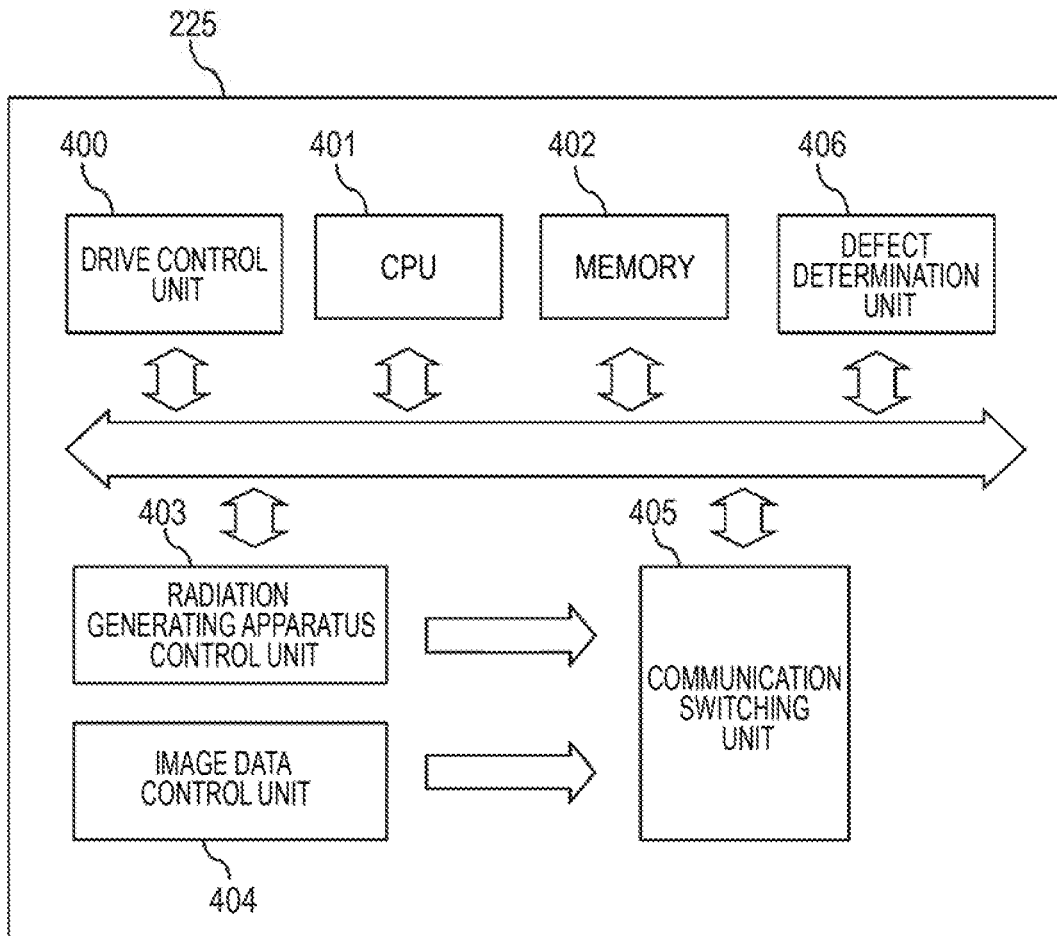 225
400
401
402
406
DRIVE CONTROL
UNIT
CPU
MEMORY
DEFECT
DETERMINATION
UNIT
403
405
RADIATION
GENERATING APPARATUS
CONTROL UNIT
COMMUNICATION
SWITCHING
UNIT
IMAGE DATA
CONTROL UNIT
404